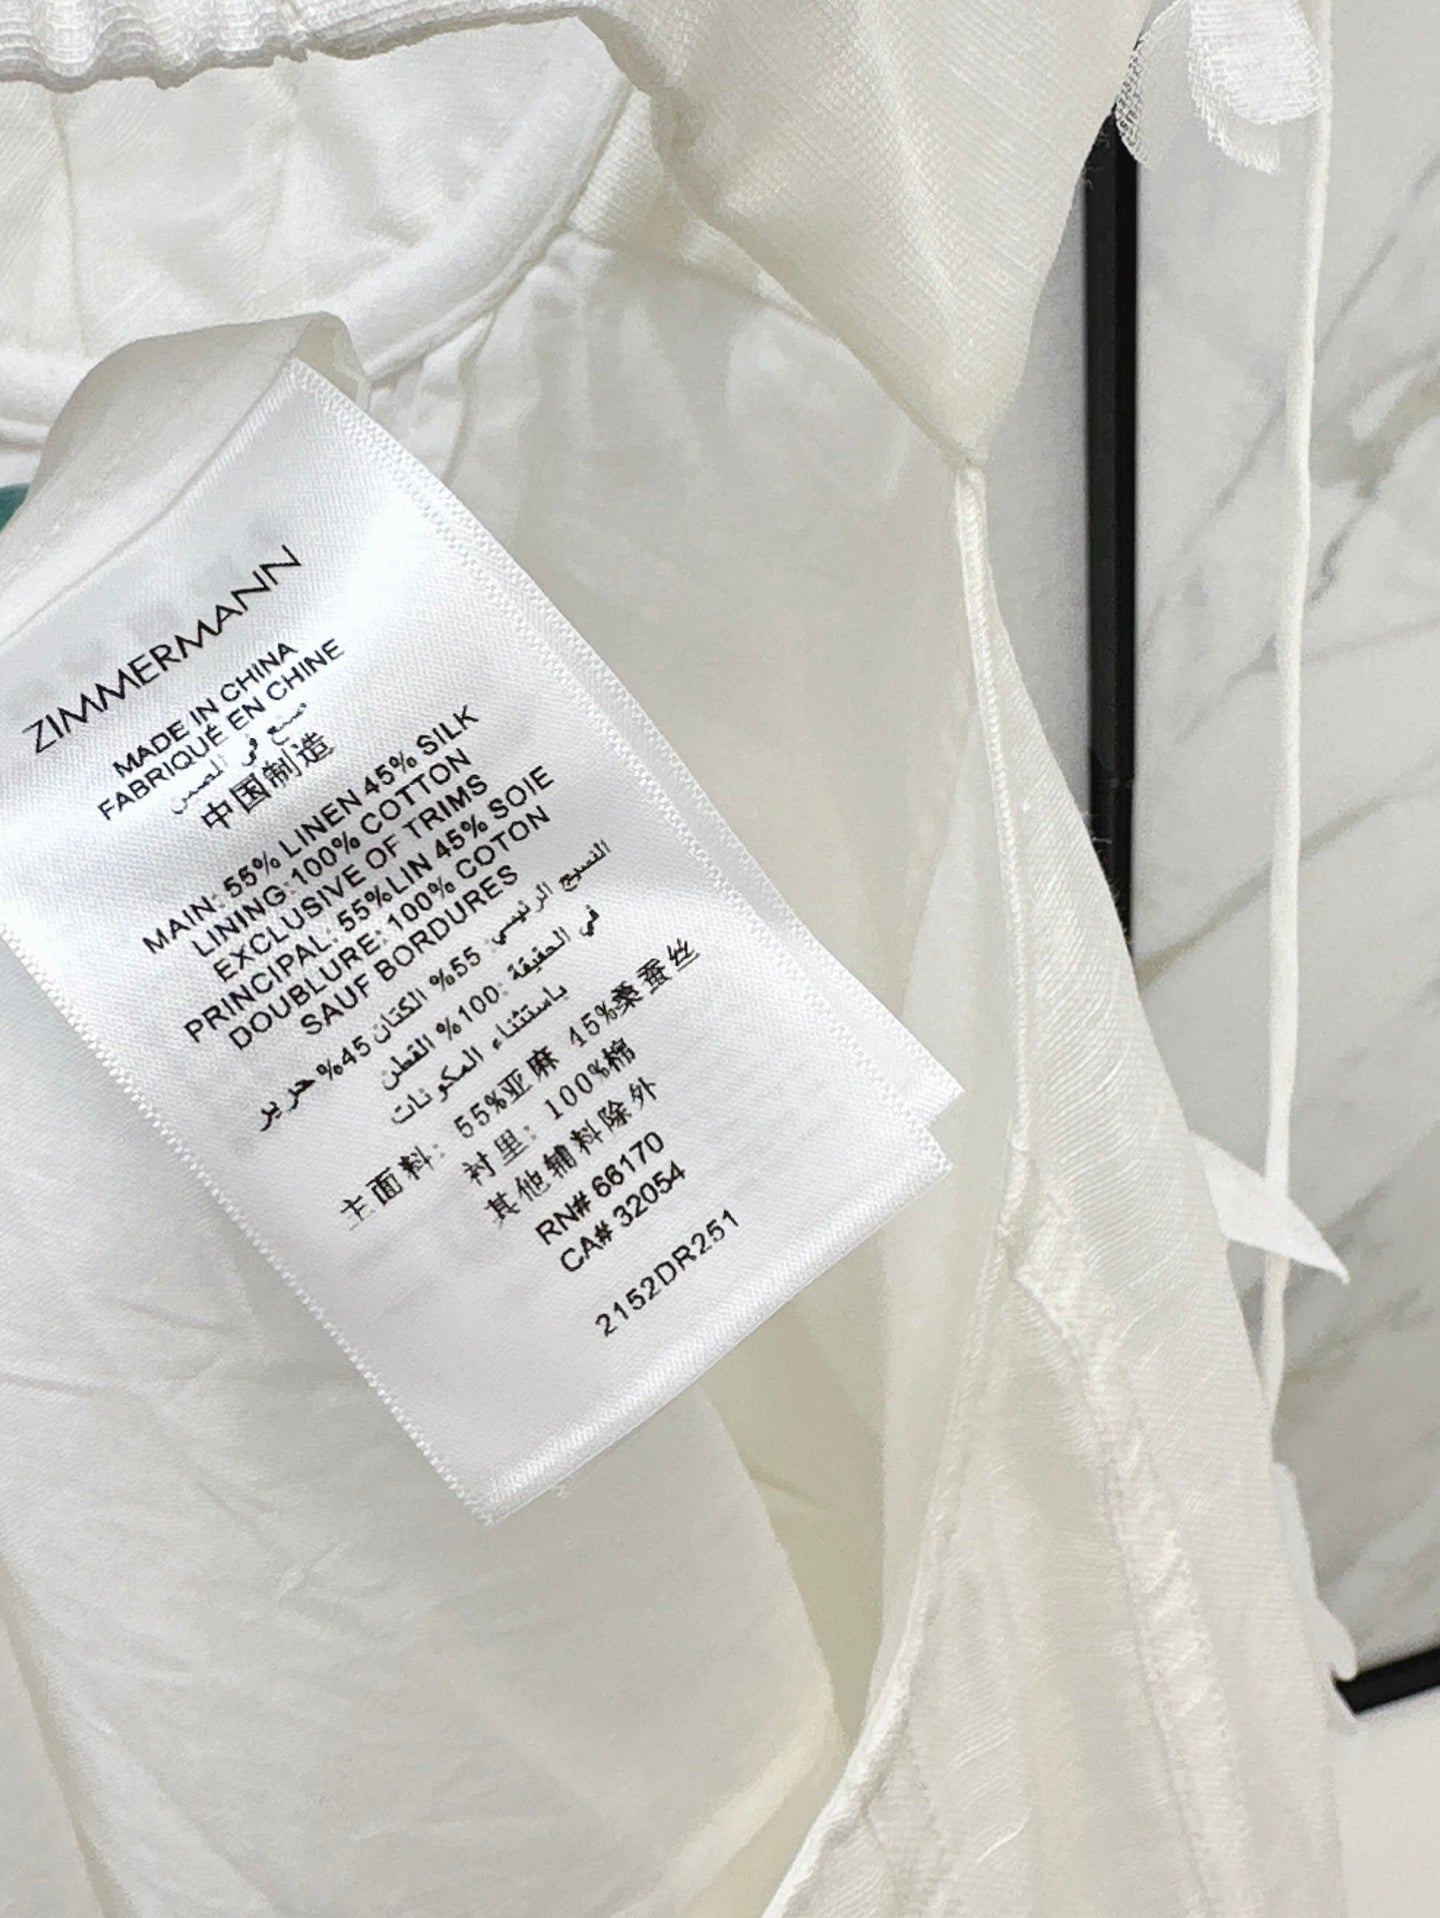 ZIMMERMANN
MADE IN CHINA
FABRIQUÉ EN CHINE
صنع في الصين
中国制造
MAIN: 55% LINEN 45% SILK
LINING:100% COTTON
EXCLUSIVE OF TRIMS
PRINCIPAL: 55%LIN 45% SOIE
DOUBLURE: 100% COTON
SAUF BORDURES
النسيج الرئيسي: 55% الكتان 45% حرير
في الحقيقة :100% القطن
باستثناء المكونات
主面料: 55%亚麻 45%桑蚕丝
衬里: 100%棉
其他辅料除外
RN# 66170
CA# 32054
2152DR251